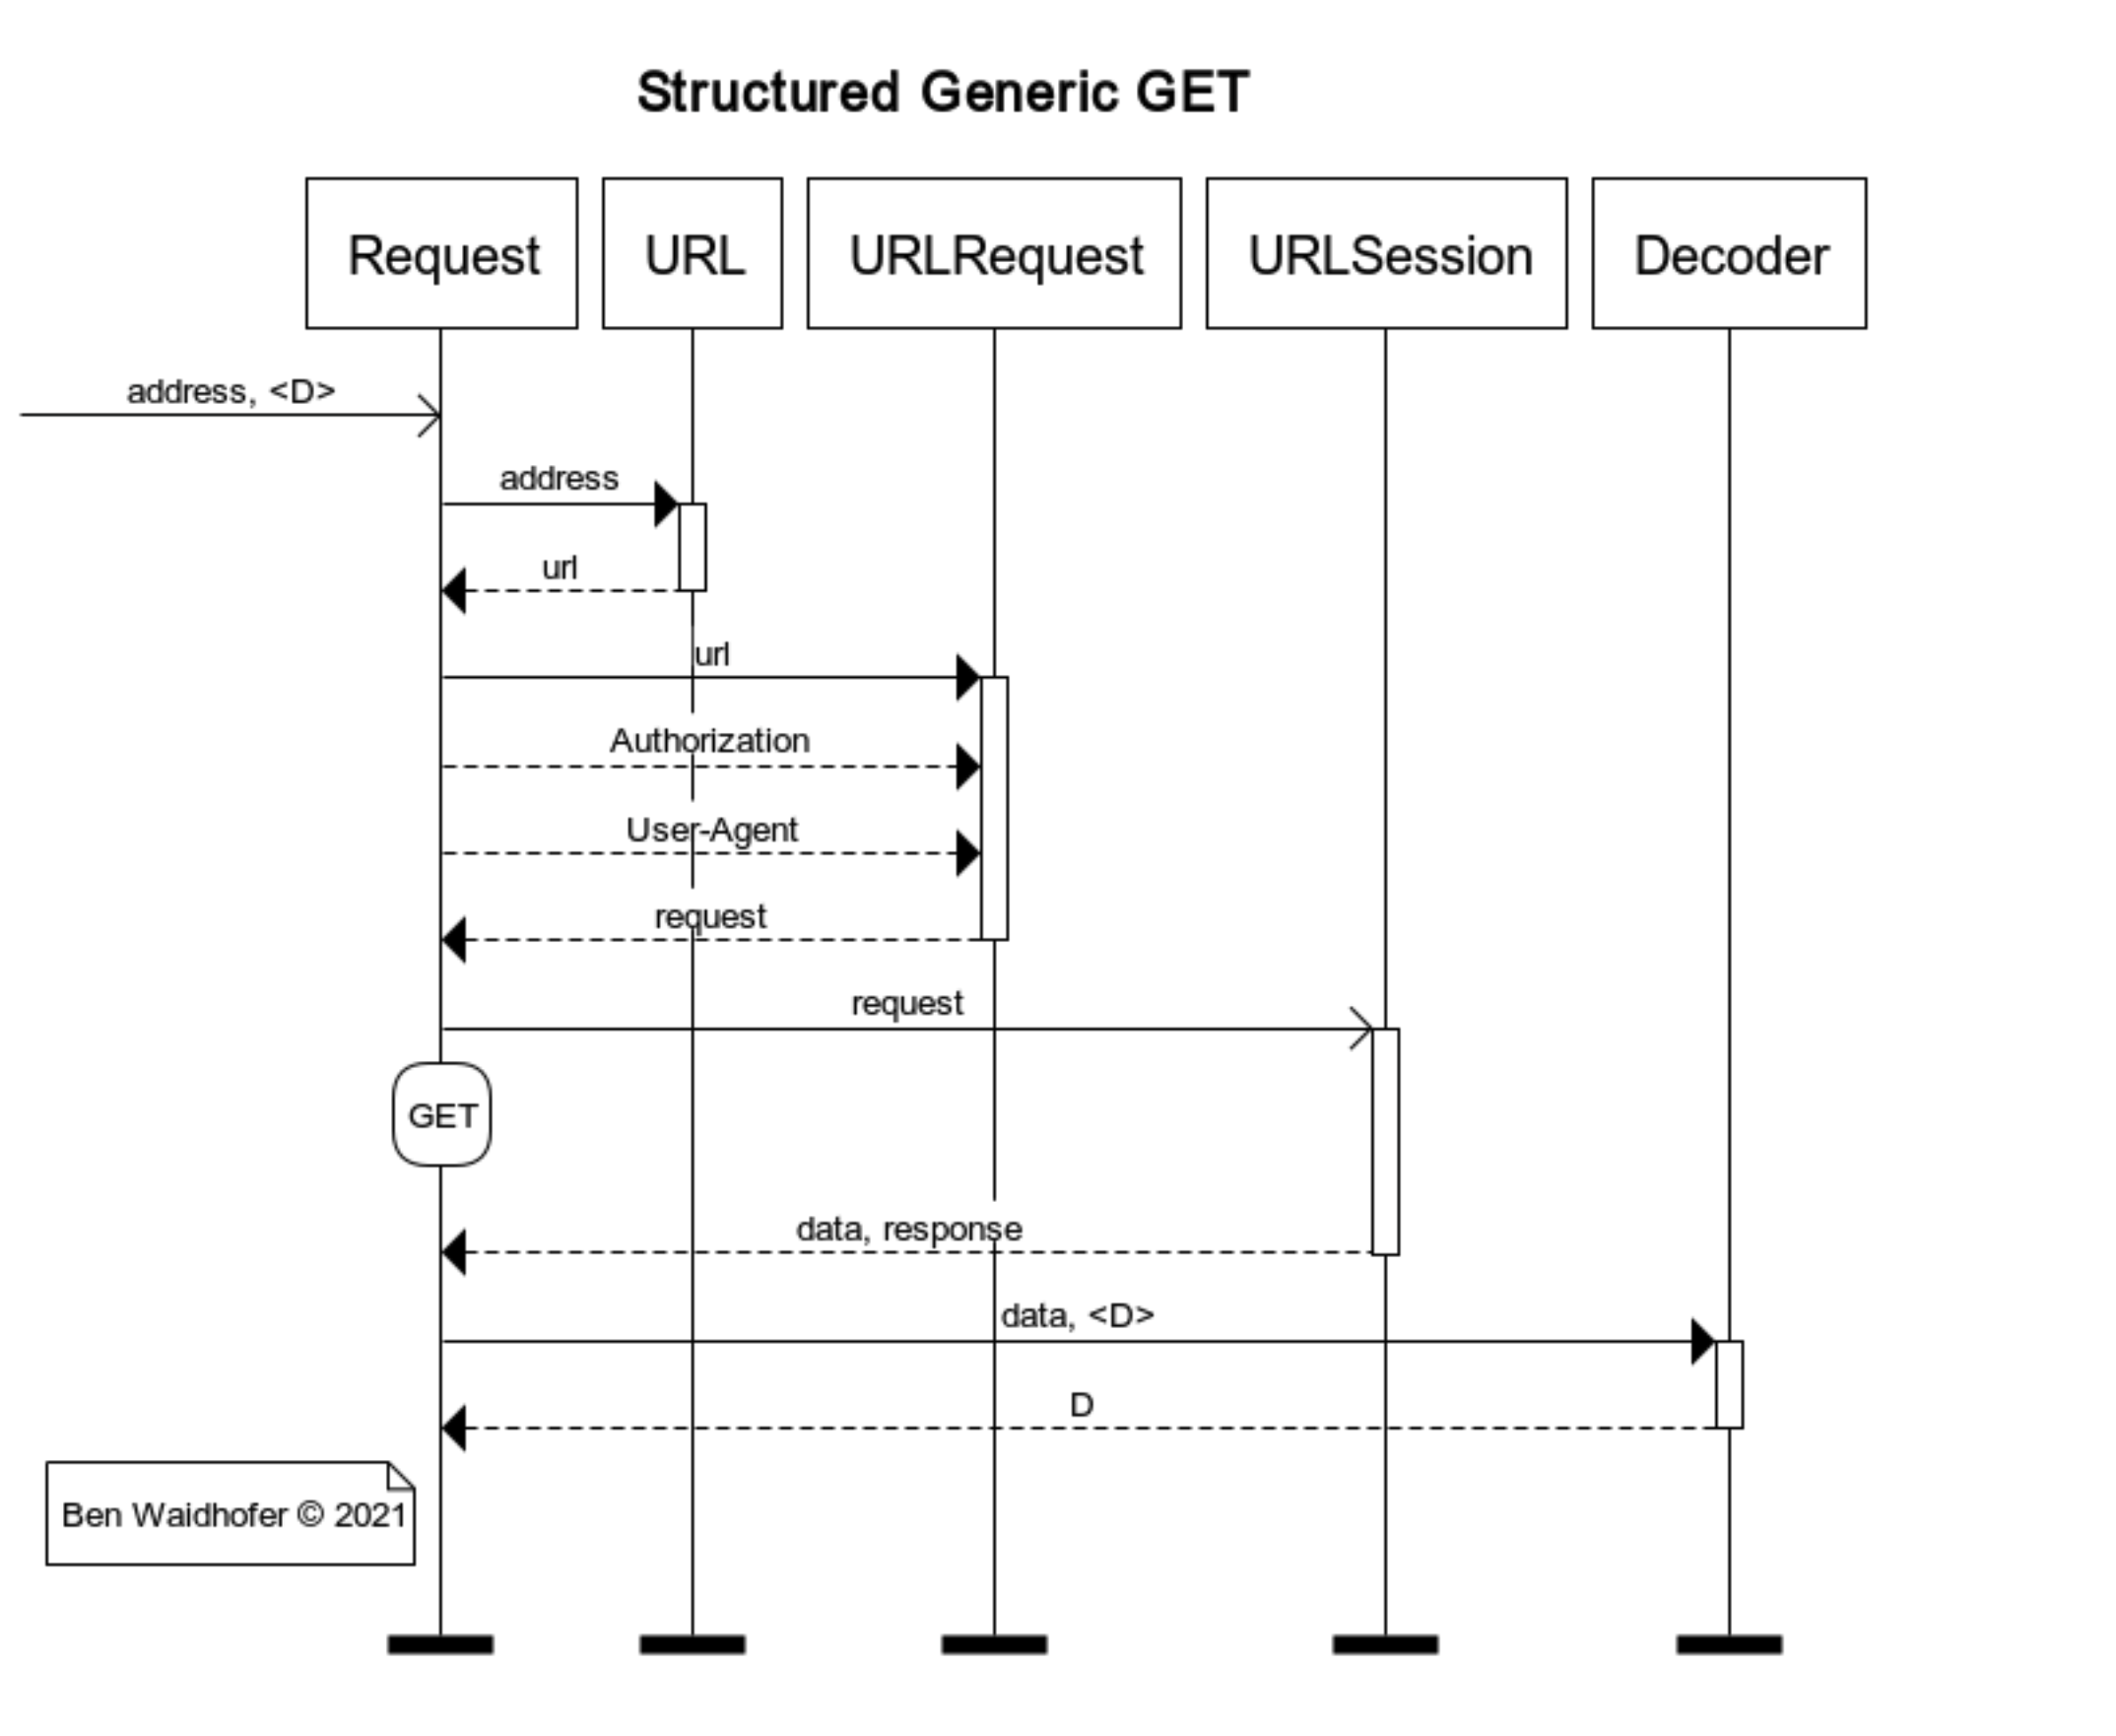 Structured Generic GET
Request
URL
URLRequest
URLSession
Decoder
address, <D>
address
url
url
Authorization
User-Agent
request
request
GET
data, response
data, <D>
D
Ben Waidhofer © 2021